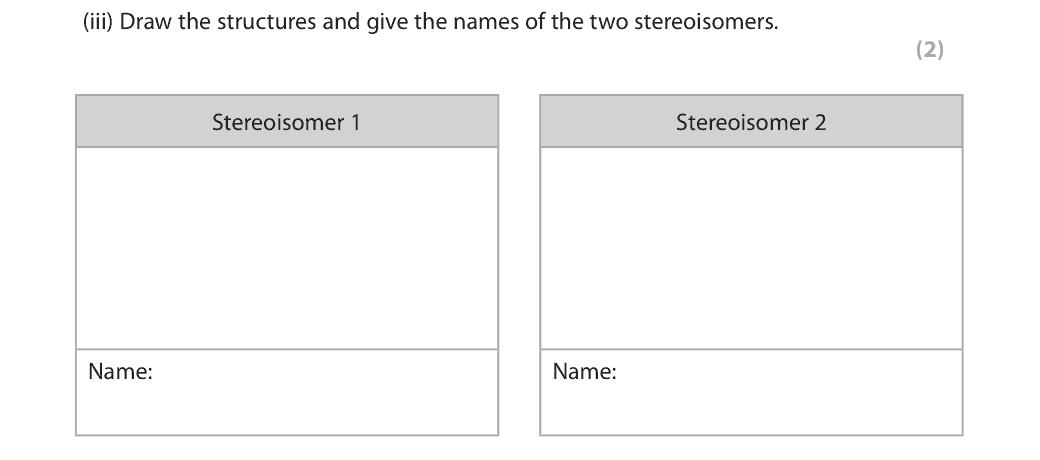 (iii) Draw the structures and give the names of the two stereoisomers.
(2)
Stereoisomer 1
Stereoisomer 2
Name:
Name: